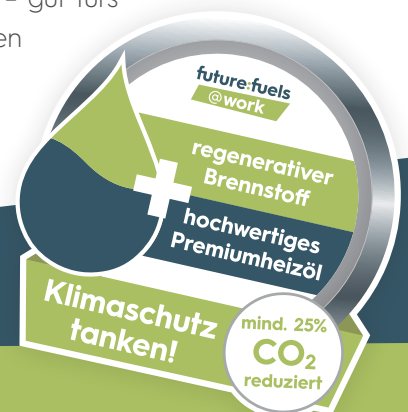 – gut fürs
en
future:fuels
@work
regenerativer
Brennstoff
hochwertiges
Premiumheizöl
Klimaschutz
tanken!
mind. 25%
CO₂
reduziert